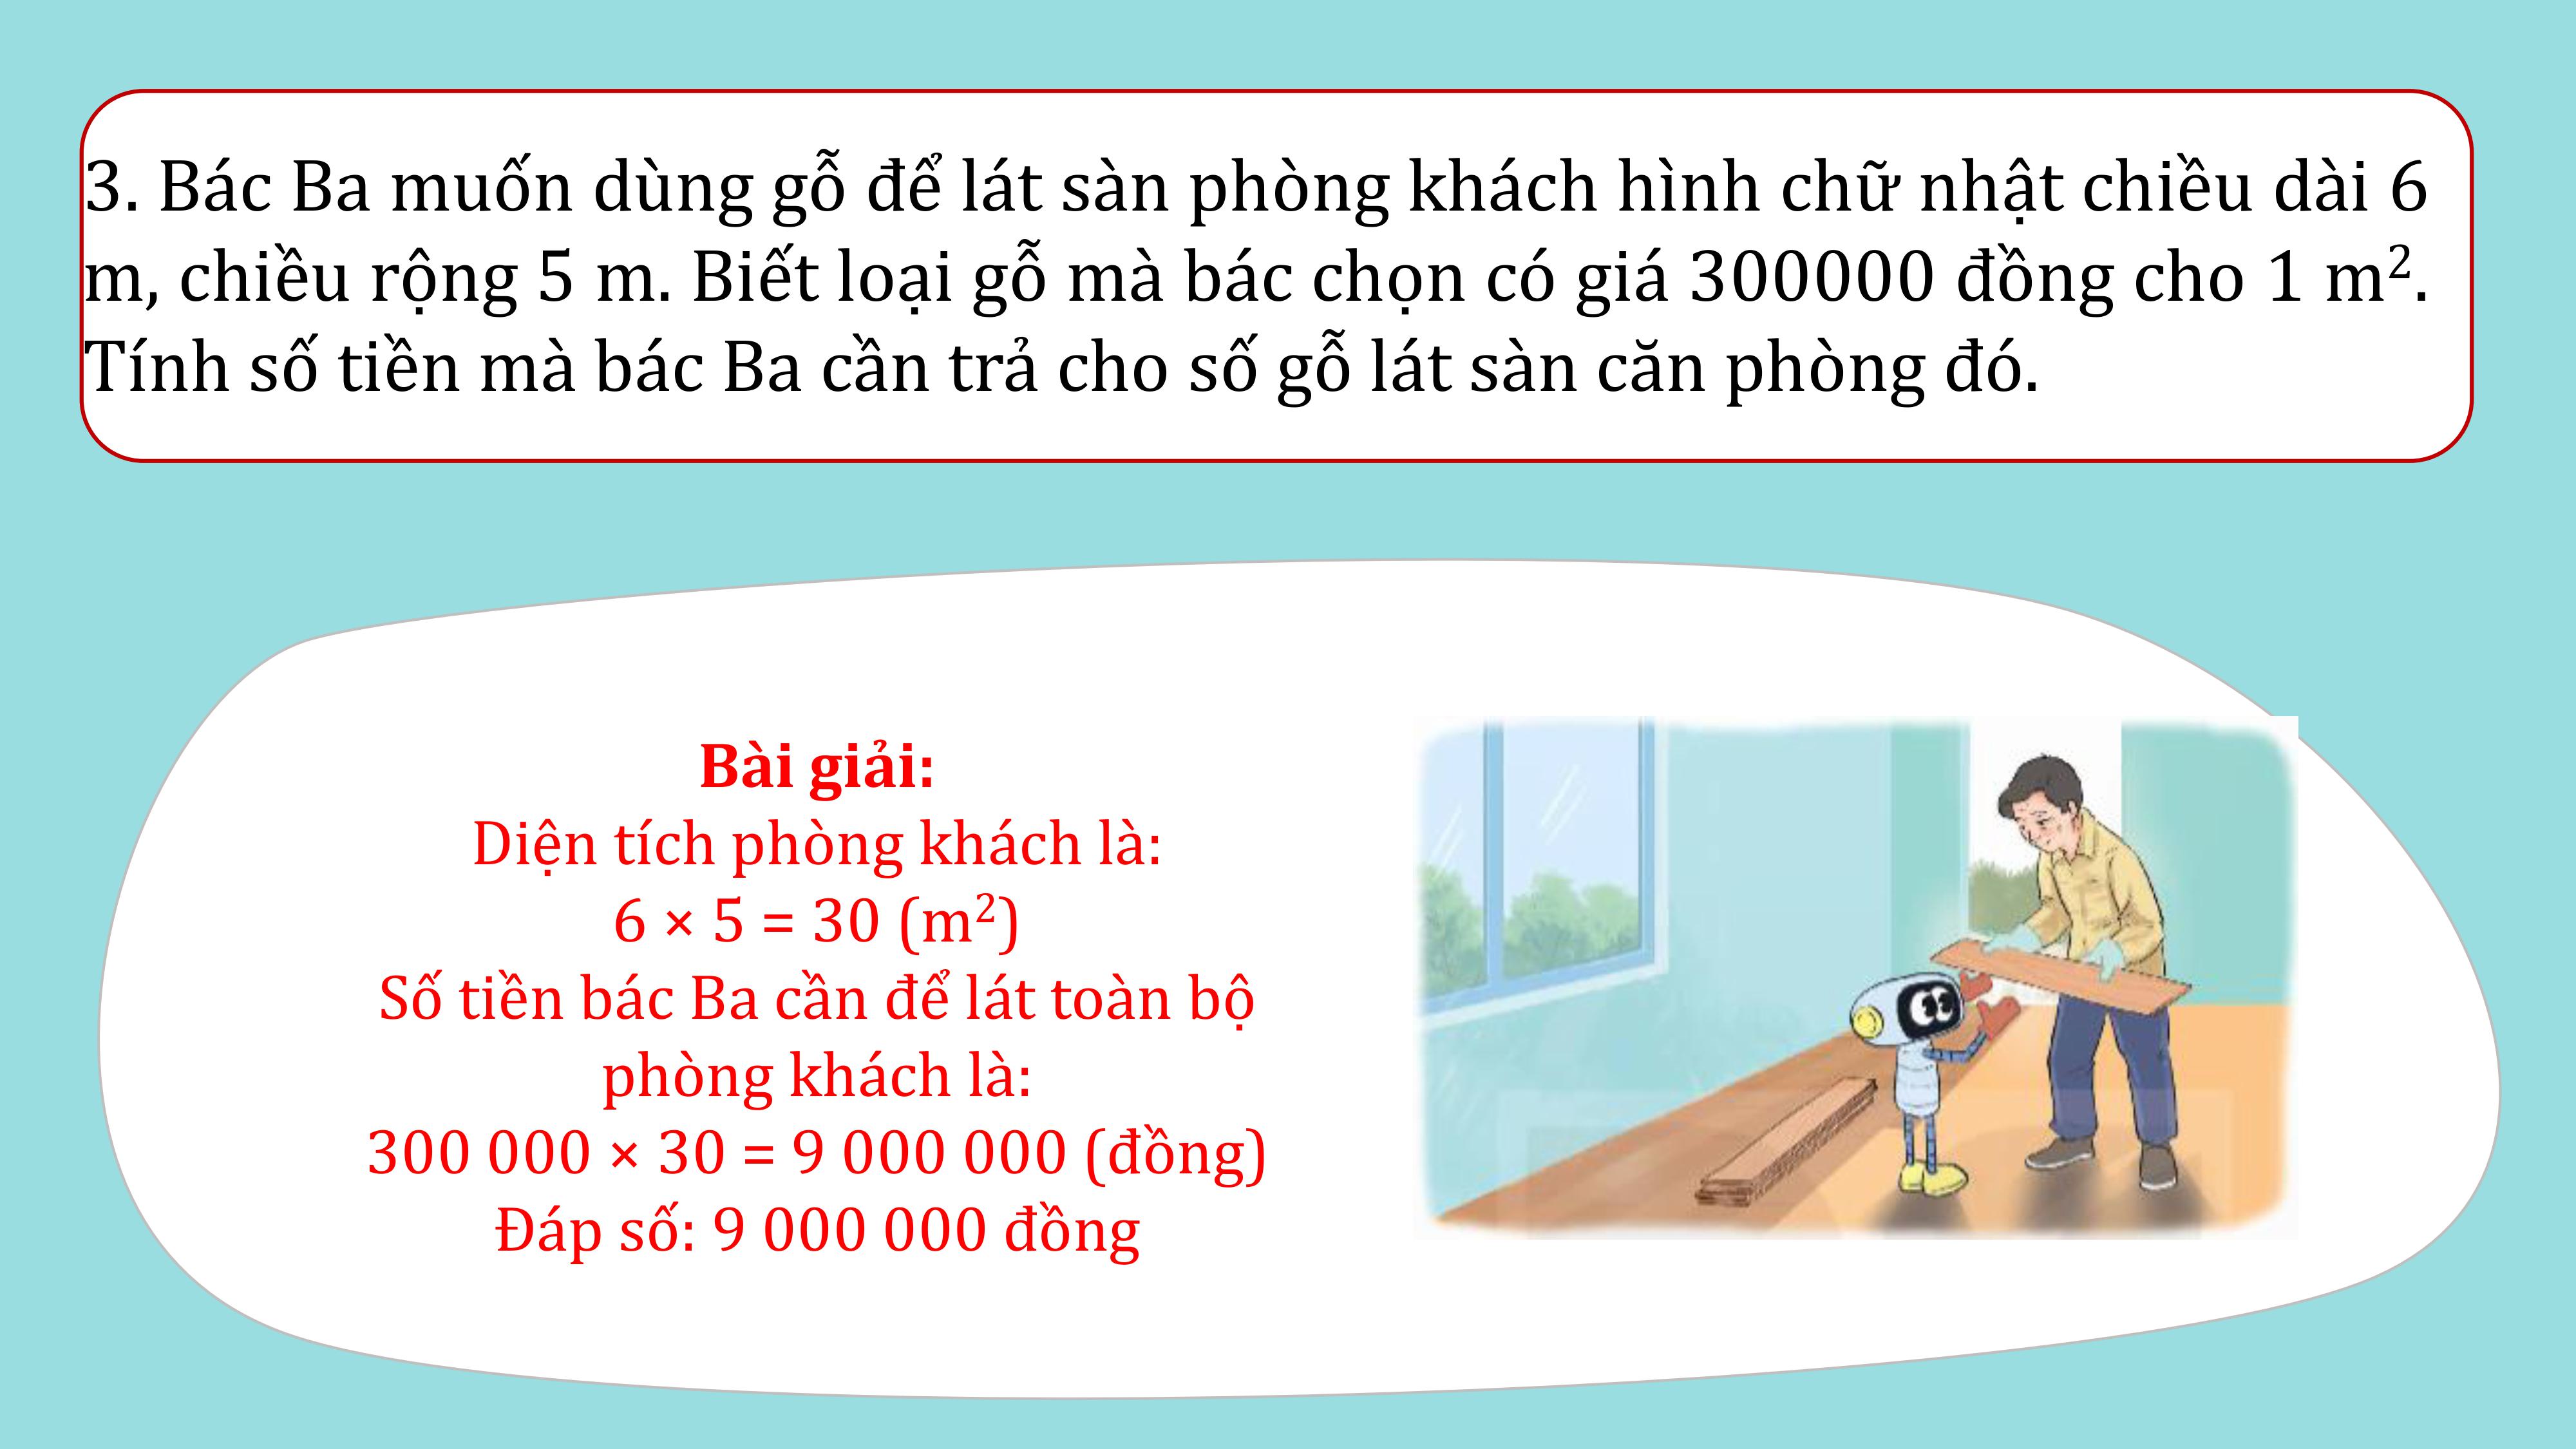 3. Bác Ba muốn dùng gỗ để lát sàn phòng khách hình chữ nhật chiều dài 6
m, chiều rộng 5 m. Biết loại gỗ mà bác chọn có giá 300000 đồng cho 1 m².
Tính số tiền mà bác Ba cần trả cho số gỗ lát sàn căn phòng đó.
Bài giải:
Diện tích phòng khách là:
6 × 5 = 30 (m²)
Số tiền bác Ba cần để lát toàn bộ
phòng khách là:
300 000 × 30 = 9 000 000 (đồng)
Đáp số: 9 000 000 đồng